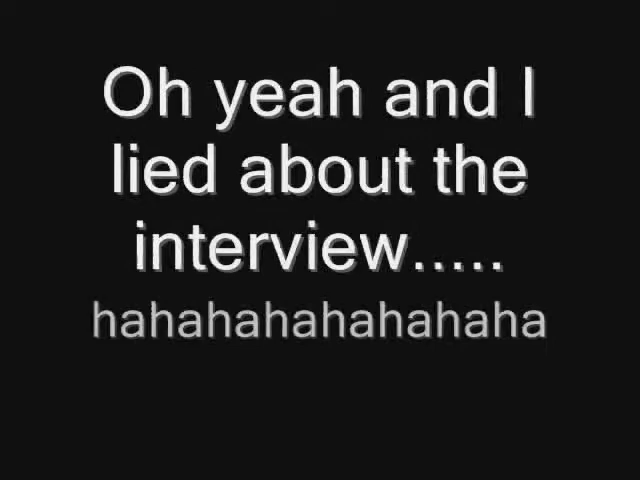 Oh yeah and I
lied about the
interview.....
hahahahahahahaha